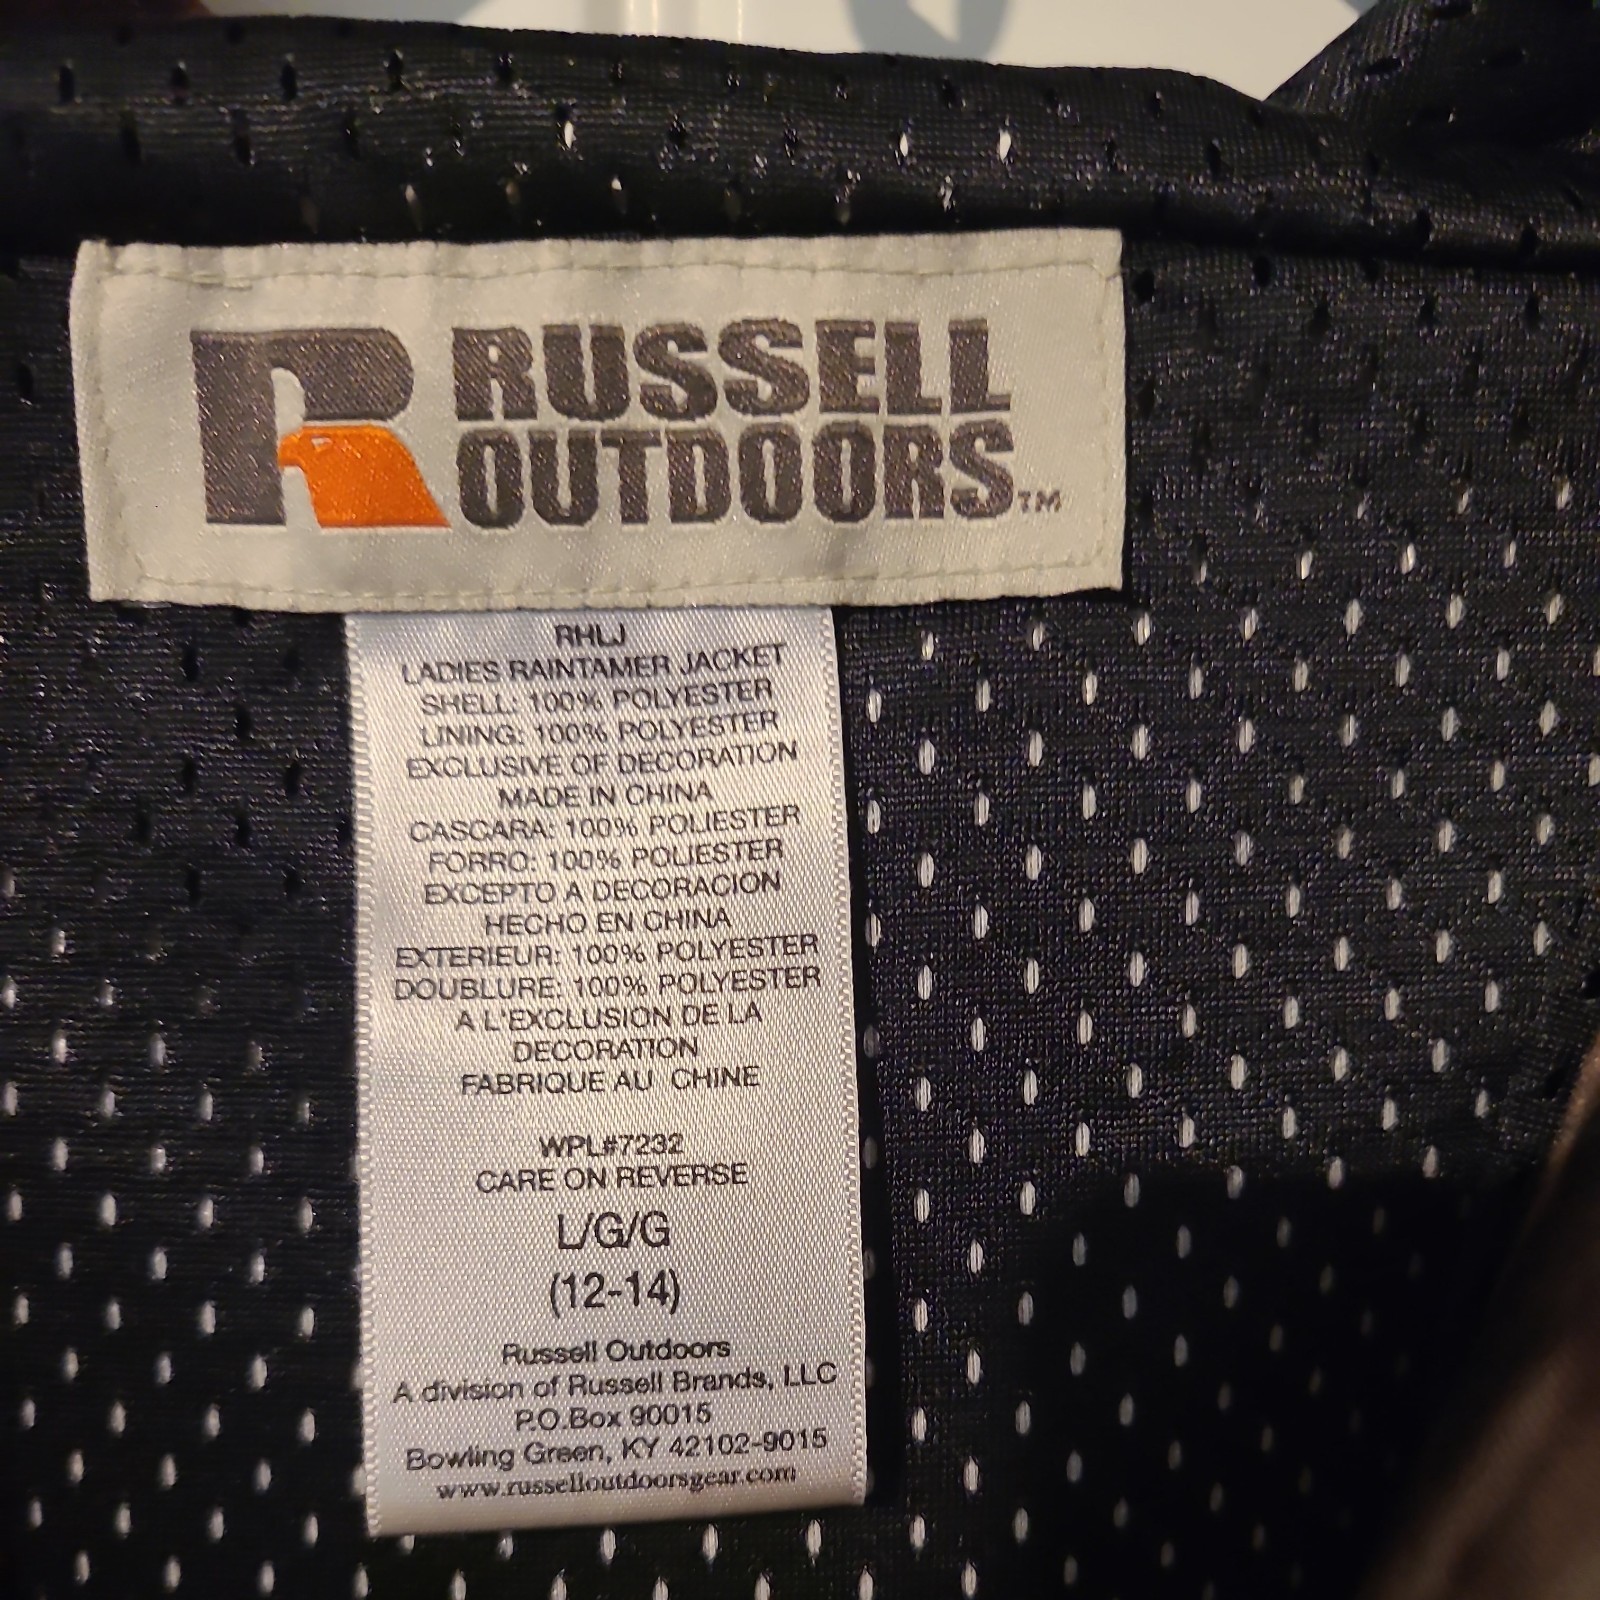 RUSSELL
OUTDOORS™
RHLJ
LADIES RAINTAMER JACKET
SHELL: 100% POLYESTER
LINING: 100% POLYESTER
EXCLUSIVE OF DECORATION
MADE IN CHINA
CASCARA: 100% POLIESTER
FORRO: 100% POLIESTER
EXCEPTO A DECORACION
HECHO EN CHINA
EXTERIEUR: 100% POLYESTER
DOUBLURE: 100% POLYESTER
A L'EXCLUSION DE LA
DECORATION
FABRIQUE AU CHINE
WPL#7232
CARE ON REVERSE
L/G/G
(12-14)
Russell Outdoors
A division of Russell Brands, LLC
P.O.Box 90015
Bowling Green, KY 42102-9015
www.russelloutdoorsgear.com